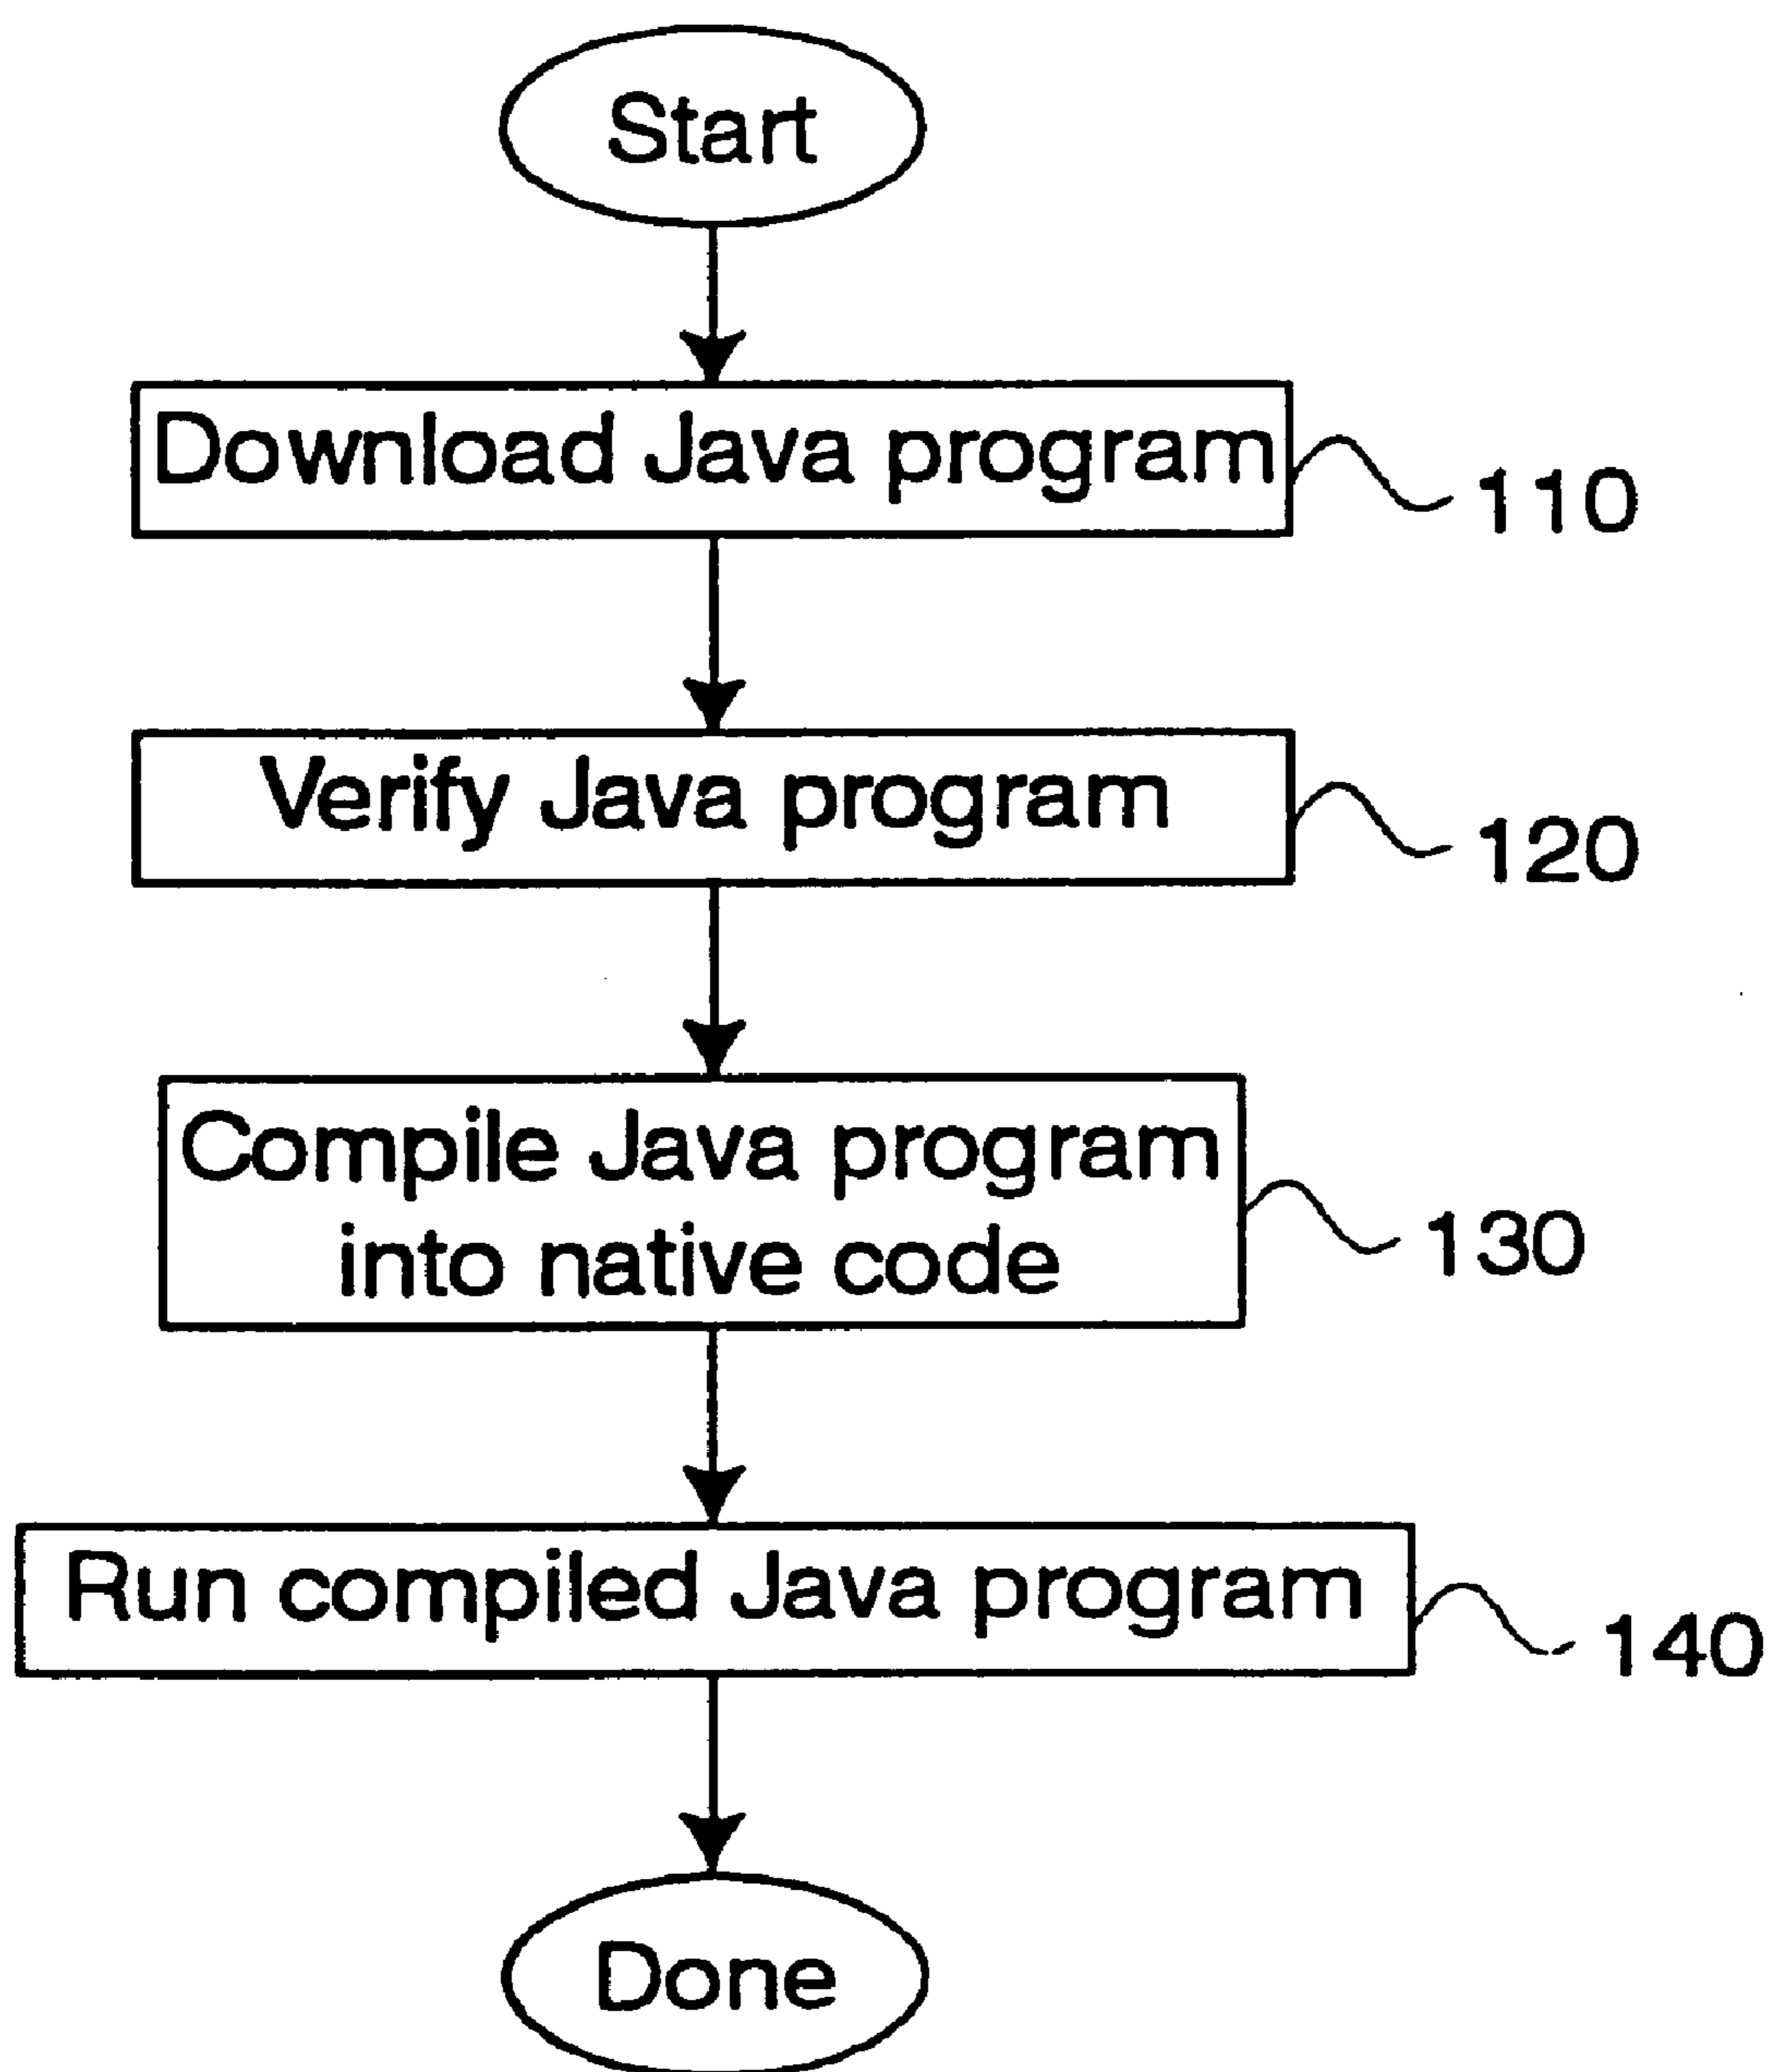 Start
Download Java program
110
Verify Java program
120
Compile Java program
into native code
130
Run compiled Java program
140
Done